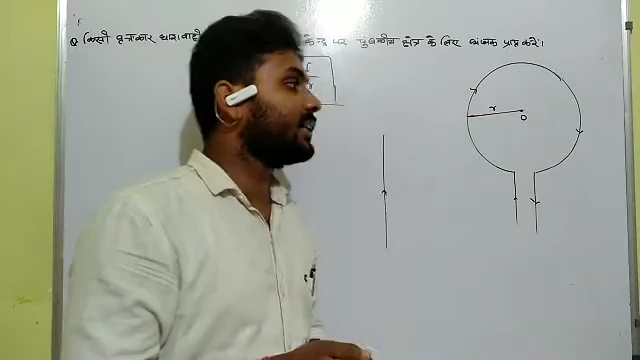 Q किसी वृत्ताकार धारावाही केन्द्र पर चुंबकीय क्षेत्र के लिए व्यंजक प्राप्त करें।
r
O